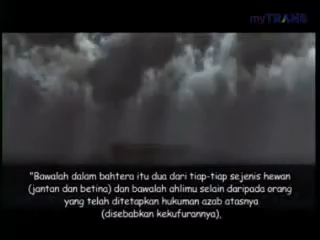 myTRANS
"Bawalah dalam bahtera itu dua dari tiap-tiap sejenis hewan
(jantan dan betina) dan bawalah ahlimu selain daripada orang
yang telah ditetapkan hukuman azab atasnya
(disebabkan kekufurannya),